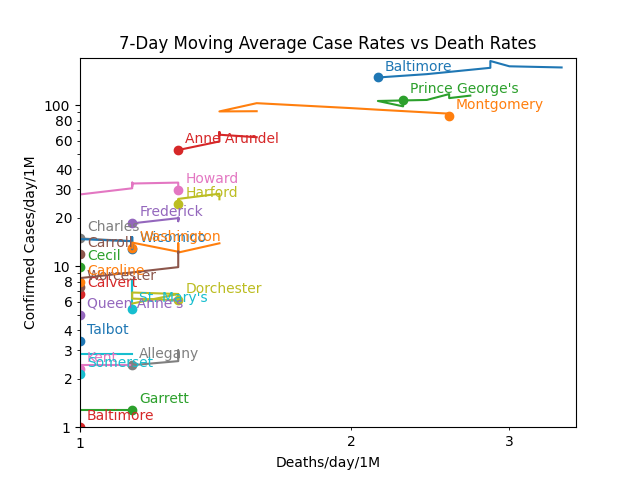 7-Day Moving Average Case Rates vs Death Rates
Baltimore
Prince George's
Montgomery
Anne Arundel
Howard
Harford
Frederick
Charles
Wicomico
Washington
Carroll
Cecil
Caroline
Worcester
Calvert
Dorchester
St. Mary's
Queen Anne's
Talbot
Allegany
Kent
Somerset
Garrett
Baltimore
100
80
60
40
30
20
10
8
6
4
3
2
1
1
2
3
Confirmed Cases/day/1M
Deaths/day/1M